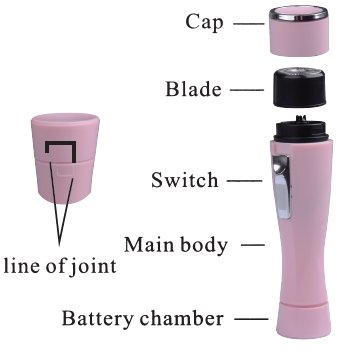 Cap
Blade
Switch
Main body
line of joint
Battery chamber